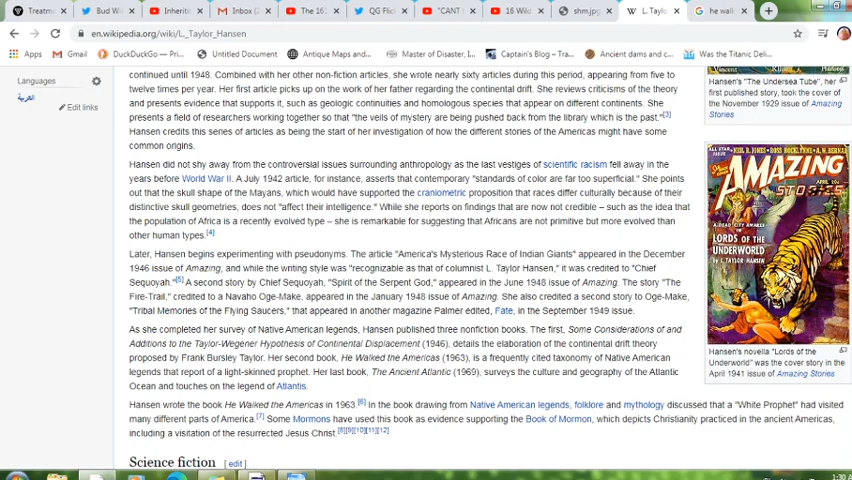 Treatme
Bud Wi
Inherit
Inbox (
The 16:
QG Flic
"CANT
16 Wild
shm.jpg
L. Taylo
he walk
en.wikipedia.org/wiki/L._Taylor_Hansen
Apps
Gmail
DuckDuckGo — Priv...
Untitled Document
Antique Maps and...
Master of Disaster, I...
Captain's Blog – Tra...
Ancient dams and c...
Was the Titanic Deli...
Languages
العربية
Edit links
continued until 1948. Combined with her other non-fiction articles, she wrote nearly sixty articles during this period, appearing from five to
twelve times per year. Her first article picks up on the work of her father regarding the continental drift. She reviews criticisms of the theory
and presents evidence that supports it, such as geologic continuities and homologous species that appear on different continents. She
presents a field of researchers working together so that "the veils of mystery are being pushed back from the library which is the past."[3]
Hansen credits this series of articles as being the start of her investigation of how the different stories of the Americas might have some
common origins.
Hansen did not shy away from the controversial issues surrounding anthropology as the last vestiges of scientific racism fell away in the
years before World War II. A July 1942 article, for instance, asserts that contemporary "standards of color are far too superficial." She points
out that the skull shape of the Mayans, which would have supported the craniometric proposition that races differ culturally because of their
distinctive skull geometries, does not "affect their intelligence." While she reports on findings that are now not credible – such as the idea that
the population of Africa is a recently evolved type – she is remarkable for suggesting that Africans are not primitive but more evolved than
other human types.[4]
Later, Hansen begins experimenting with pseudonyms. The article "America's Mysterious Race of Indian Giants" appeared in the December
1946 issue of Amazing, and while the writing style was "recognizable as that of columnist L. Taylor Hansen," it was credited to "Chief
Sequoyah."[5] A second story by Chief Sequoyah, "Spirit of the Serpent God," appeared in the June 1948 issue of Amazing. The story "The
Fire-Trail," credited to a Navaho Oge-Make, appeared in the January 1948 issue of Amazing. She also credited a second story to Oge-Make,
"Tribal Memories of the Flying Saucers," that appeared in another magazine Palmer edited, Fate, in the September 1949 issue.
As she completed her survey of Native American legends, Hansen published three nonfiction books. The first, Some Considerations of and
Additions to the Taylor-Wegener Hypothesis of Continental Displacement (1946), details the elaboration of the continental drift theory
proposed by Frank Bursley Taylor. Her second book, He Walked the Americas (1963), is a frequently cited taxonomy of Native American
legends that report of a light-skinned prophet. Her last book, The Ancient Atlantic (1969), surveys the culture and geography of the Atlantic
Ocean and touches on the legend of Atlantis.
Hansen wrote the book He Walked the Americas in 1963.[6] In the book drawing from Native American legends, folklore and mythology discussed that a "White Prophet" had visited
many different parts of America.[7] Some Mormons have used this book as evidence supporting the Book of Mormon, which depicts Christianity practiced in the ancient Americas,
including a visitation of the resurrected Jesus Christ.[8][9][10][11][12]
Science fiction [ edit ]
Hansen's "The Undersea Tube", her
first published story, took the cover of
the November 1929 issue of Amazing
Stories
AMAZING
STORIES
A DEAD CITY AWAKES
LORDS OF THE
UNDERWORLD
by L. TAYLOR HANSEN
Hansen's novella "Lords of the
Underworld" was the cover story in the
April 1941 issue of Amazing Stories